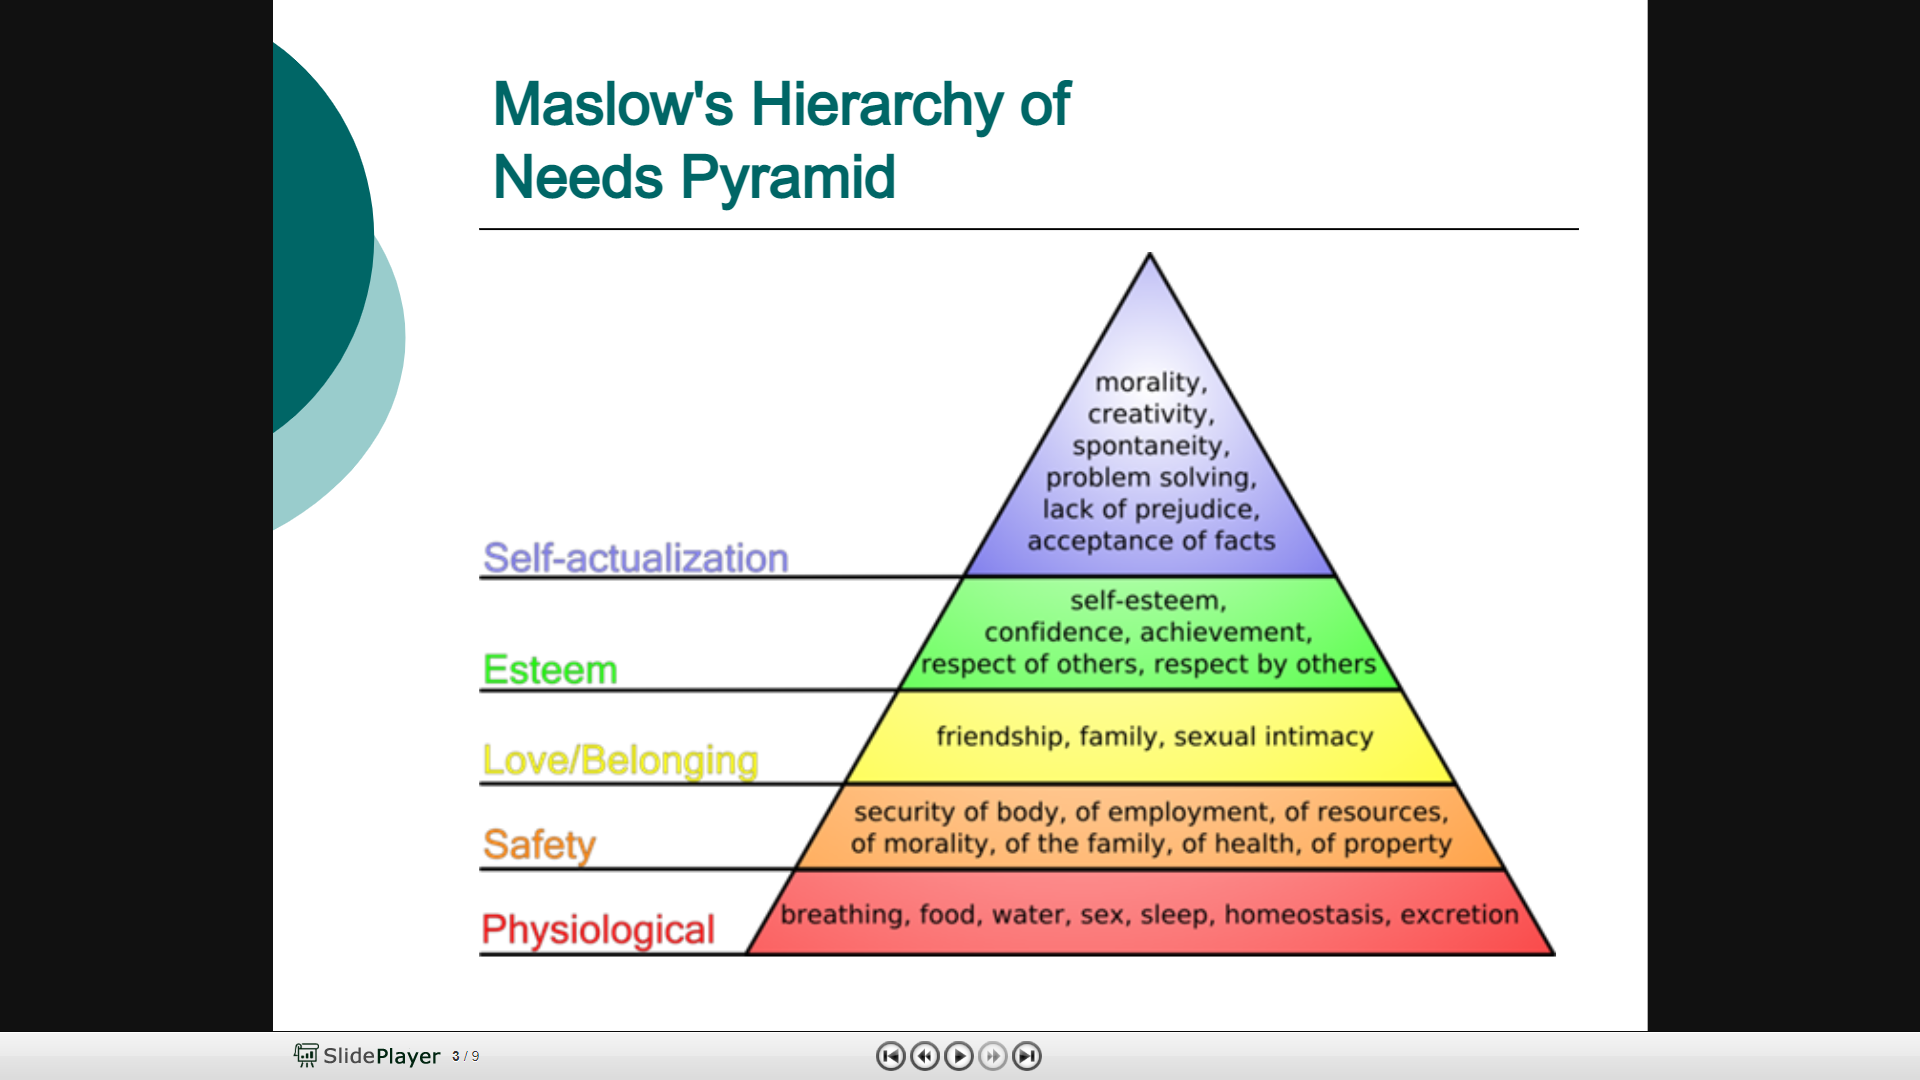 Maslow's Hierarchy of
Needs Pyramid
morality,
creativity,
spontaneity,
problem solving,
lack of prejudice,
acceptance of facts
Self-actualization
self-esteem,
confidence, achievement,
respect of others, respect by others
Esteem
friendship, family, sexual intimacy
Love/Belonging
security of body, of employment, of resources,
of morality, of the family, of health, of property
Safety
breathing, food, water, sex, sleep, homeostasis, excretion
Physiological
SlidePlayer 3 / 9